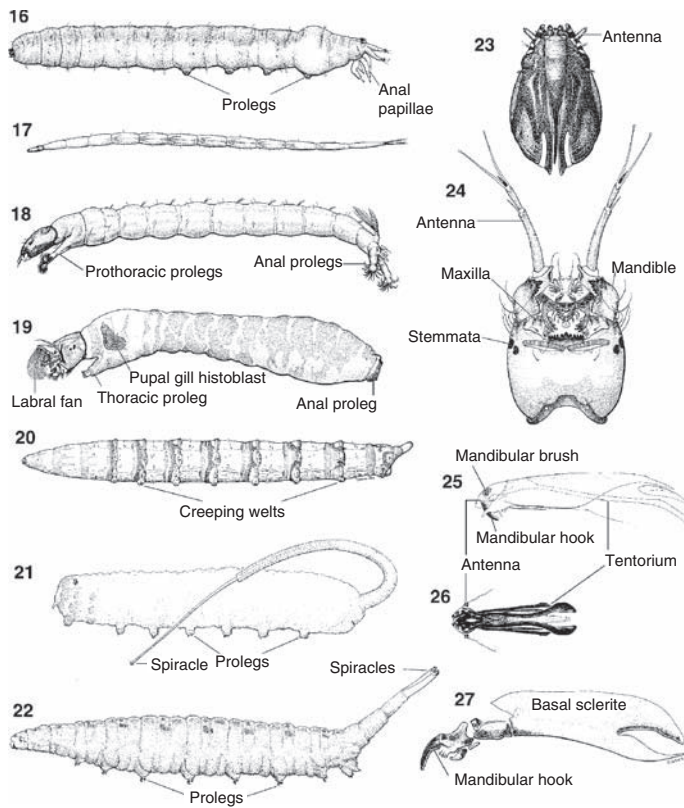 16
Prolegs
Anal
papillae
17
18
Prothoracic prolegs
Anal prolegs
19
Labral fan
Pupal gill histoblast
Thoracic proleg
Anal proleg
20
Creeping welts
21
Spiracle
Prolegs
22
Spiracles
Prolegs
23
Antenna
24
Antenna
Maxilla
Mandible
Stemmata
25
Mandibular brush
Mandibular hook
Antenna
Tentorium
26
27
Basal sclerite
Mandibular hook